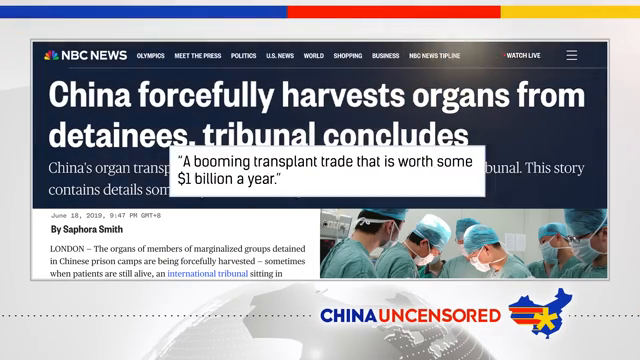 NBC NEWS OLYMPICS MEET THE PRESS POLITICS U.S. NEWS WORLD SHOPPING BUSINESS NBC NEWS TIPLINE WATCH LIVE
China forcefully harvests organs from
detainees, tribunal concludes
“A booming transplant trade that is worth some
$1 billion a year.”
China's organ transp bunal. This story
contains details som
June 18, 2019, 9:47 PM GMT+8
By Saphora Smith
LONDON — The organs of members of marginalized groups detained
in Chinese prison camps are being forcefully harvested — sometimes
when patients are still alive, an international tribunal sitting in
CHINA UNCENSORED